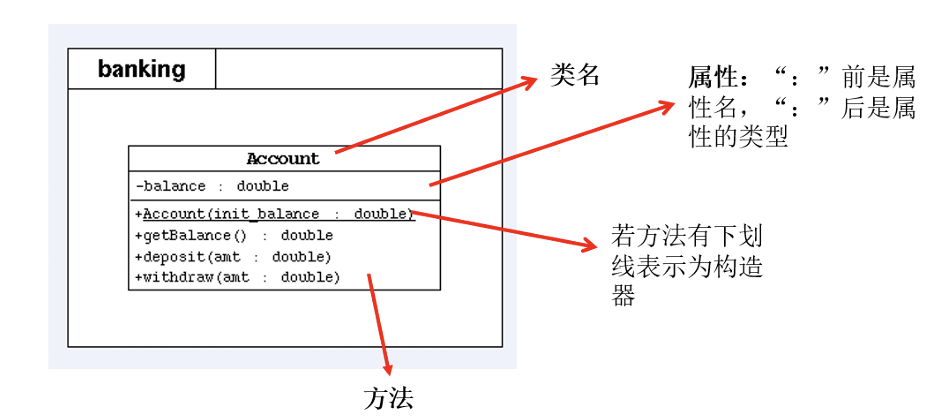 banking
类名
属性：“：”前是属
性名，“：”后是属
性的类型
Account
-balance : double
+Account(init_balance : double)
+getBalance() : double
+deposit(amt : double)
+withdraw(amt : double)
若方法有下划
线表示为构造
器
方法